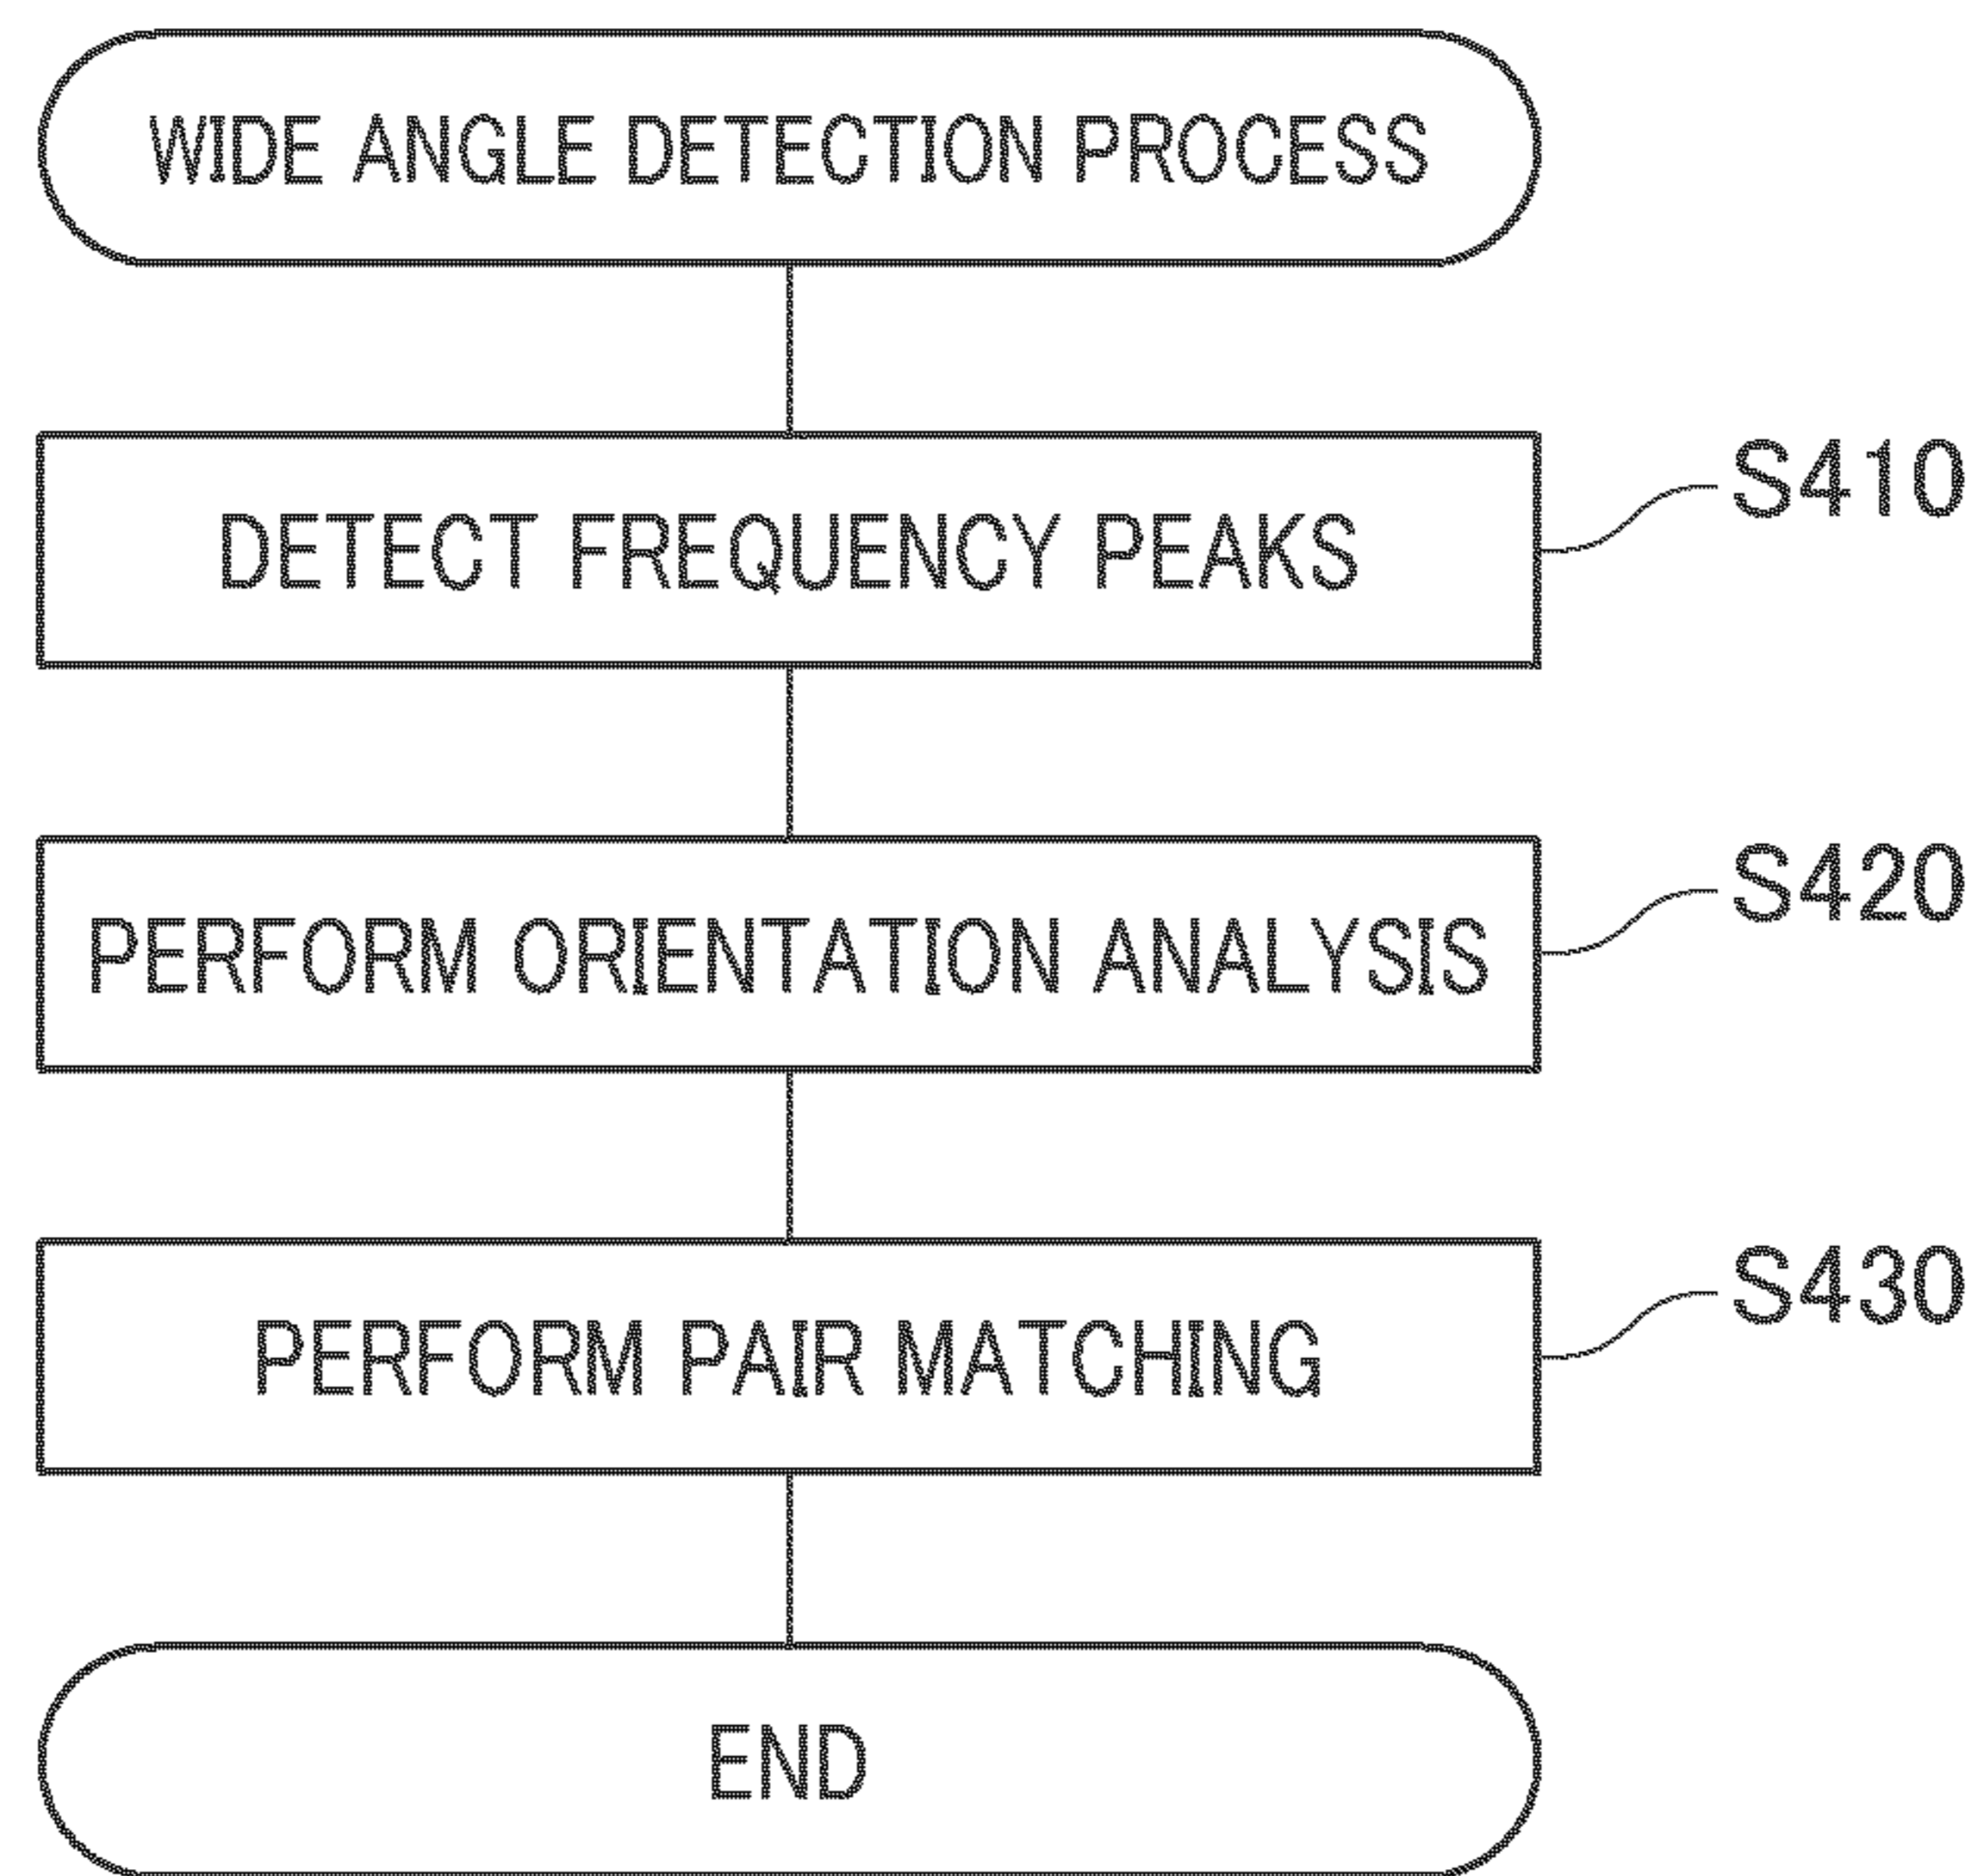 WIDE ANGLE DETECTION PROCESS
DETECT FREQUENCY PEAKS
S410
PERFORM ORIENTATION ANALYSIS
S420
PERFORM PAIR MATCHING
S430
END